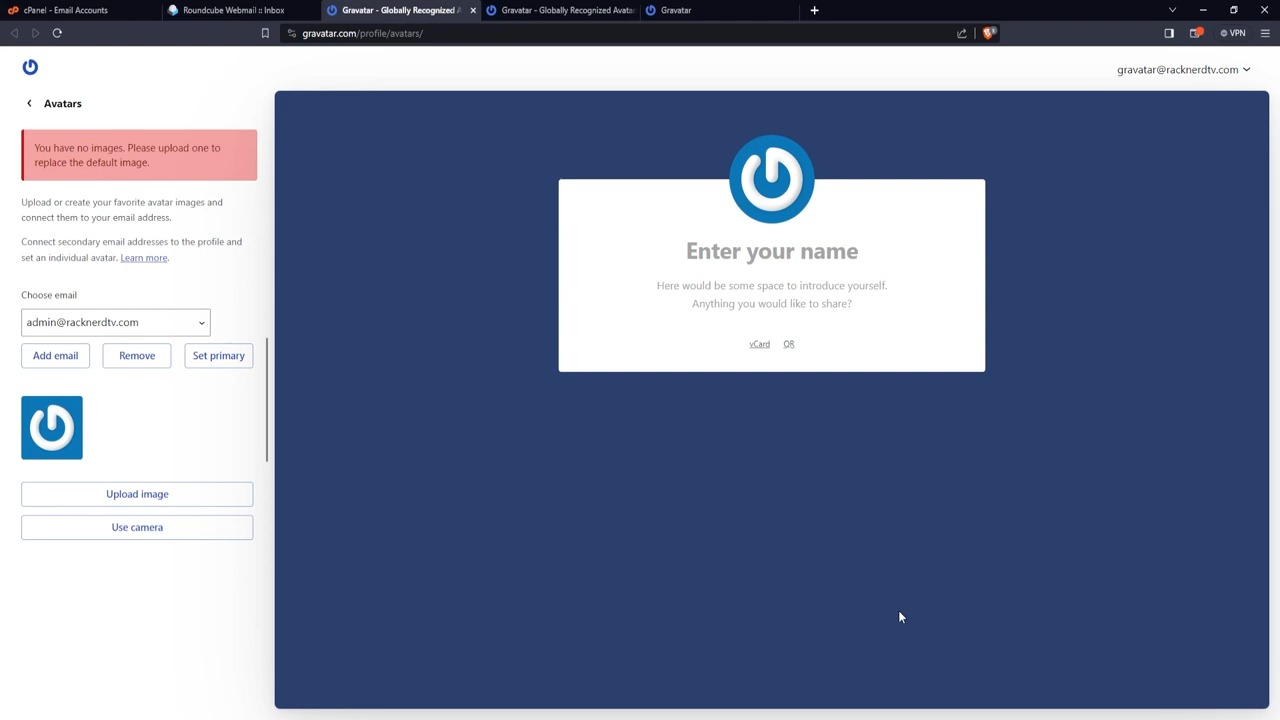 cPanel - Email Accounts
Roundcube Webmail :: Inbox
Gravatar - Globally Recognized A
Gravatar - Globally Recognized Avatar
Gravatar
gravatar.com/profile/avatars/
VPN
gravatar@racknerdtv.com
Avatars
You have no images. Please upload one to
replace the default image.
Upload or create your favorite avatar images and
connect them to your email address.
Connect secondary email addresses to the profile and
set an individual avatar. Learn more.
Choose email
admin@racknerdtv.com
Add email
Remove
Set primary
Upload image
Use camera
Enter your name
Here would be some space to introduce yourself.
Anything you would like to share?
vCard QR